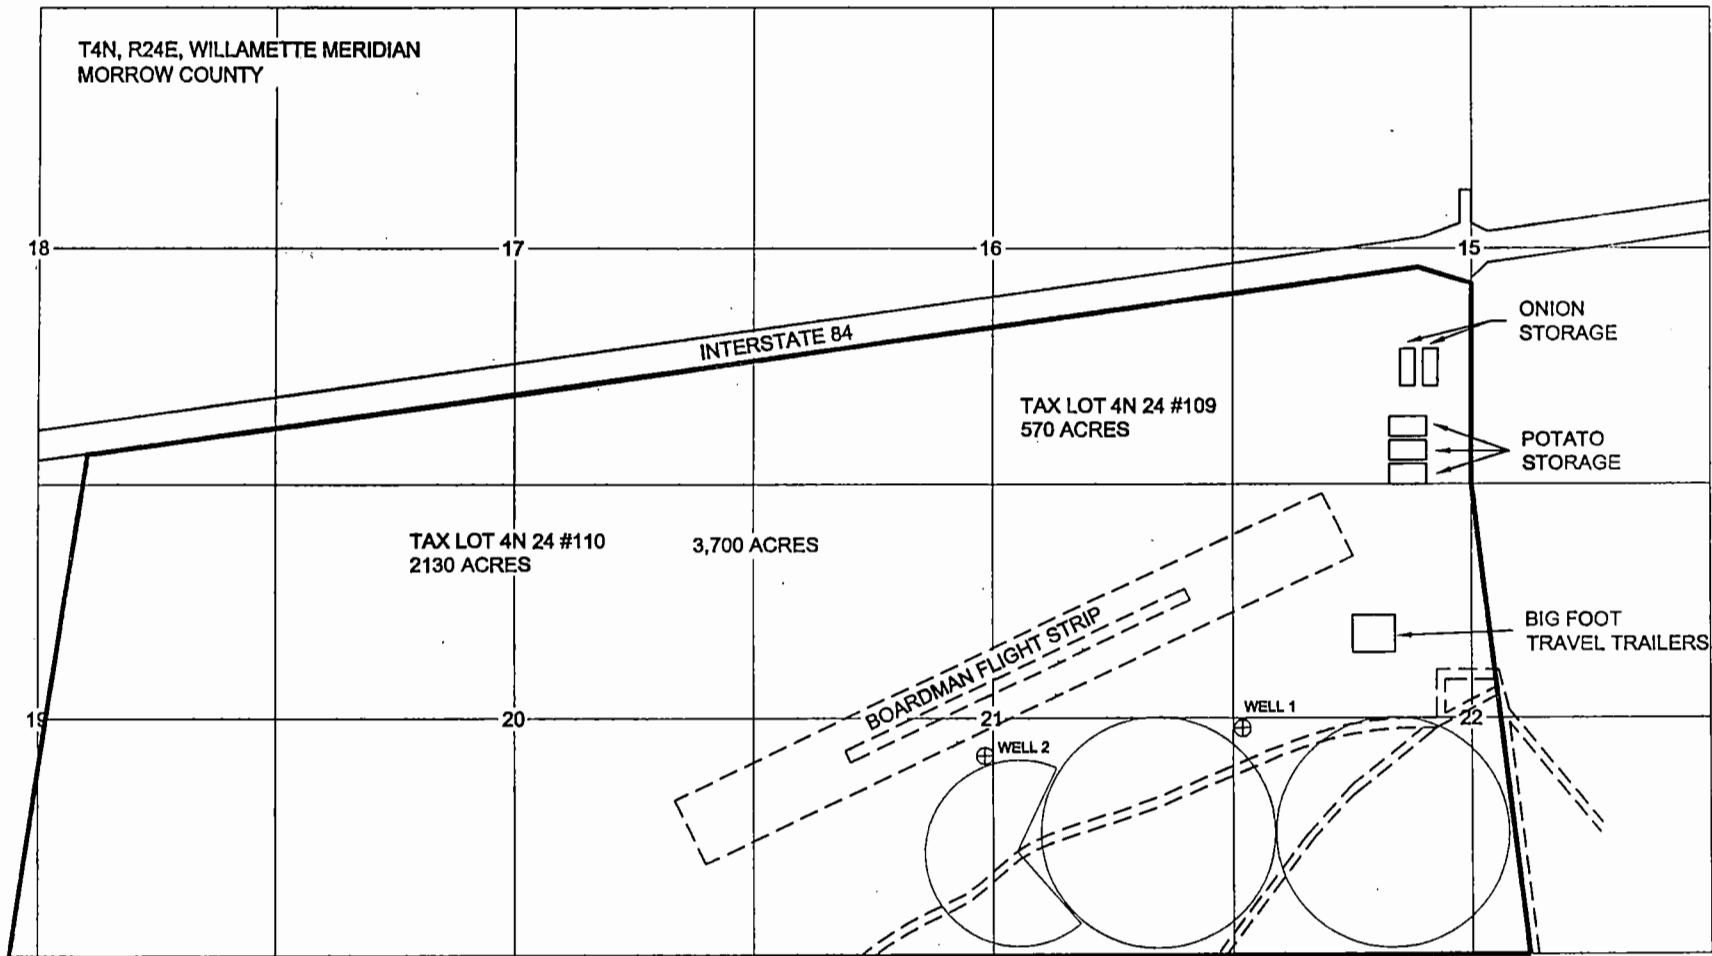 T4N, R24E, WILLAMETTE MERIDIAN
MORROW COUNTY
18
17
16
15
INTERSTATE 84
ONION
STORAGE
TAX LOT 4N 24 #109
570 ACRES
POTATO
STORAGE
TAX LOT 4N 24 #110
2130 ACRES
3,700 ACRES
BOARDMAN FLIGHT STRIP
BIG FOOT
TRAVEL TRAILERS
19
20
21
22
WELL 1
WELL 2